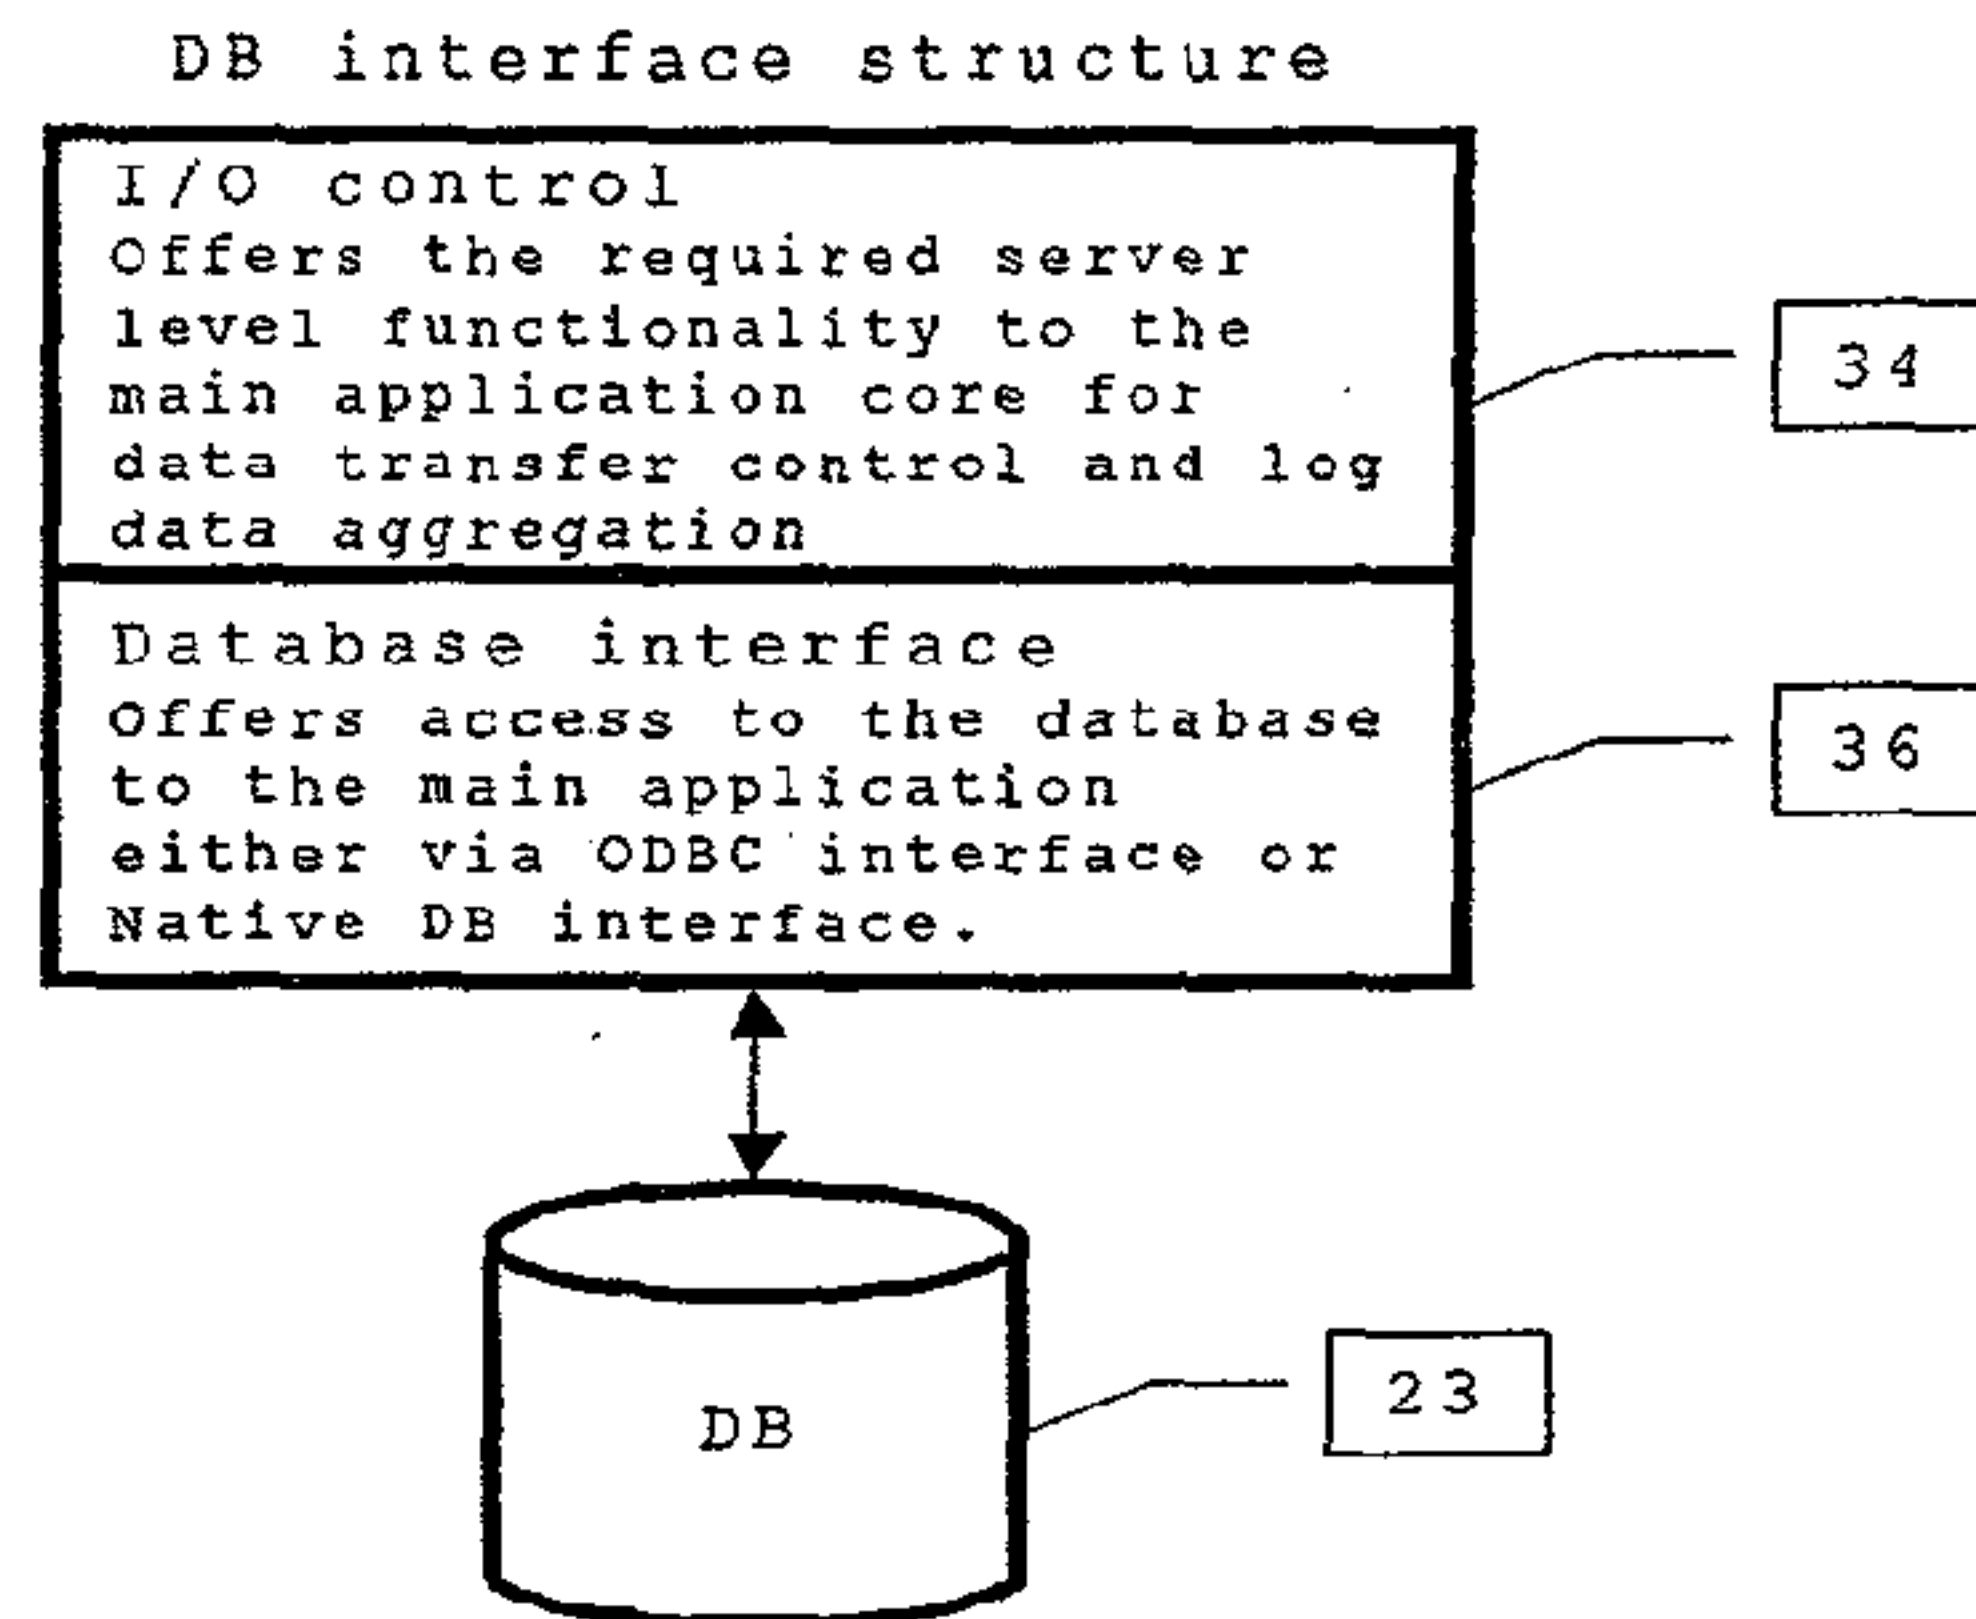 DB interface structure
I/O control
Offers the required server
level functionality to the
main application core for
data transfer control and log
data aggregation
34
Database interface
Offers access to the database
to the main application
either via ODBC interface or
Native DB interface.
36
DB
23